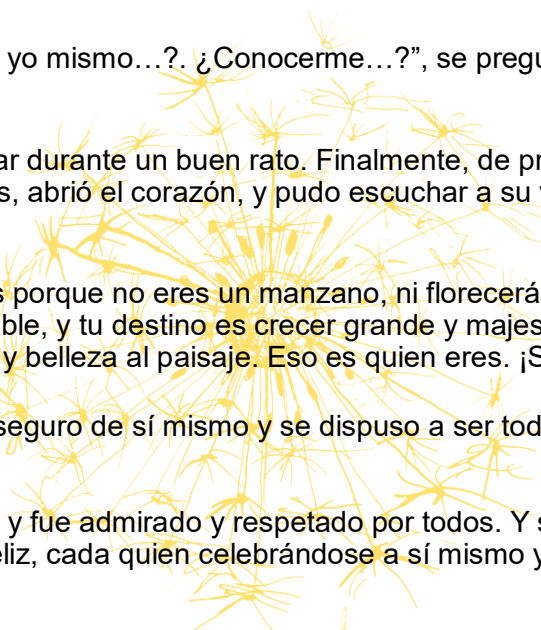 yo mismo…?. ¿Conocerme…?”, se pregu
ar durante un buen rato. Finalmente, de pr
s, abrió el corazón, y pudo escuchar a su v
s porque no eres un manzano, ni florecerá
ble, y tu destino es crecer grande y majes
y belleza al paisaje. Eso es quien eres. ¡S
seguro de sí mismo y se dispuso a ser tod
y fue admirado y respetado por todos. Y s
eliz, cada quien celebrándose a sí mismo y